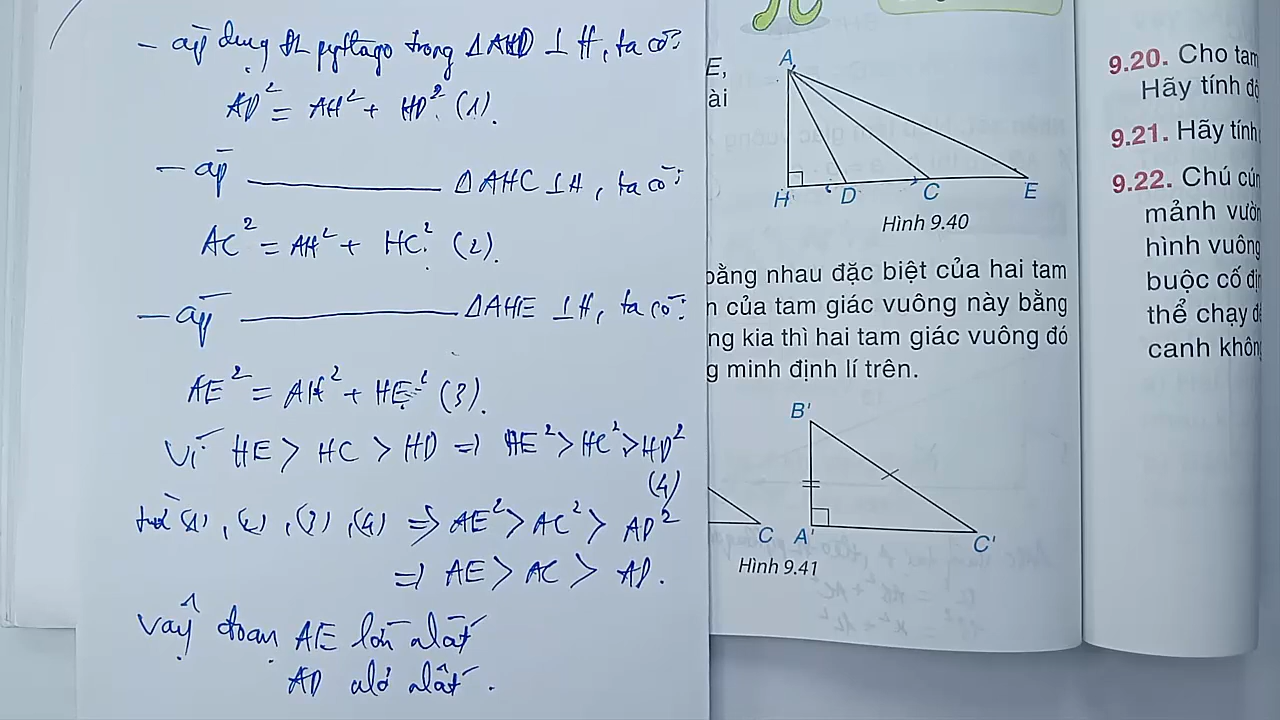 - áp dụng ĐL pytago trong ΔAHD ⊥ H, ta có:
AD² = AH² + HD² (1).
- áp ———— ΔAHC ⊥ H, ta có:
AC² = AH² + HC² (2).
- áp ———— ΔAHE ⊥ H, ta có:
AE² = AH² + HE² (3).
Vì HE > HC > HD ⇒ HE² > HC² > HD²
(4)
từ (1), (2), (3), (4) ⇒ AE² > AC² > AD²
⇒ AE > AC > AD.
Vậy đoạn AE lớn nhất
AD nhỏ nhất.
E,
ài
A
H D C E
Hình 9.40
bằng nhau đặc biệt của hai tam
n của tam giác vuông này bằng
ng kia thì hai tam giác vuông đó
g minh định lí trên.
B'
C A' C'
Hình 9.41
9.20. Cho tam
Hãy tính độ
9.21. Hãy tính
9.22. Chú cún
mảnh vườn
hình vuông
buộc cố địn
thể chạy để
canh không